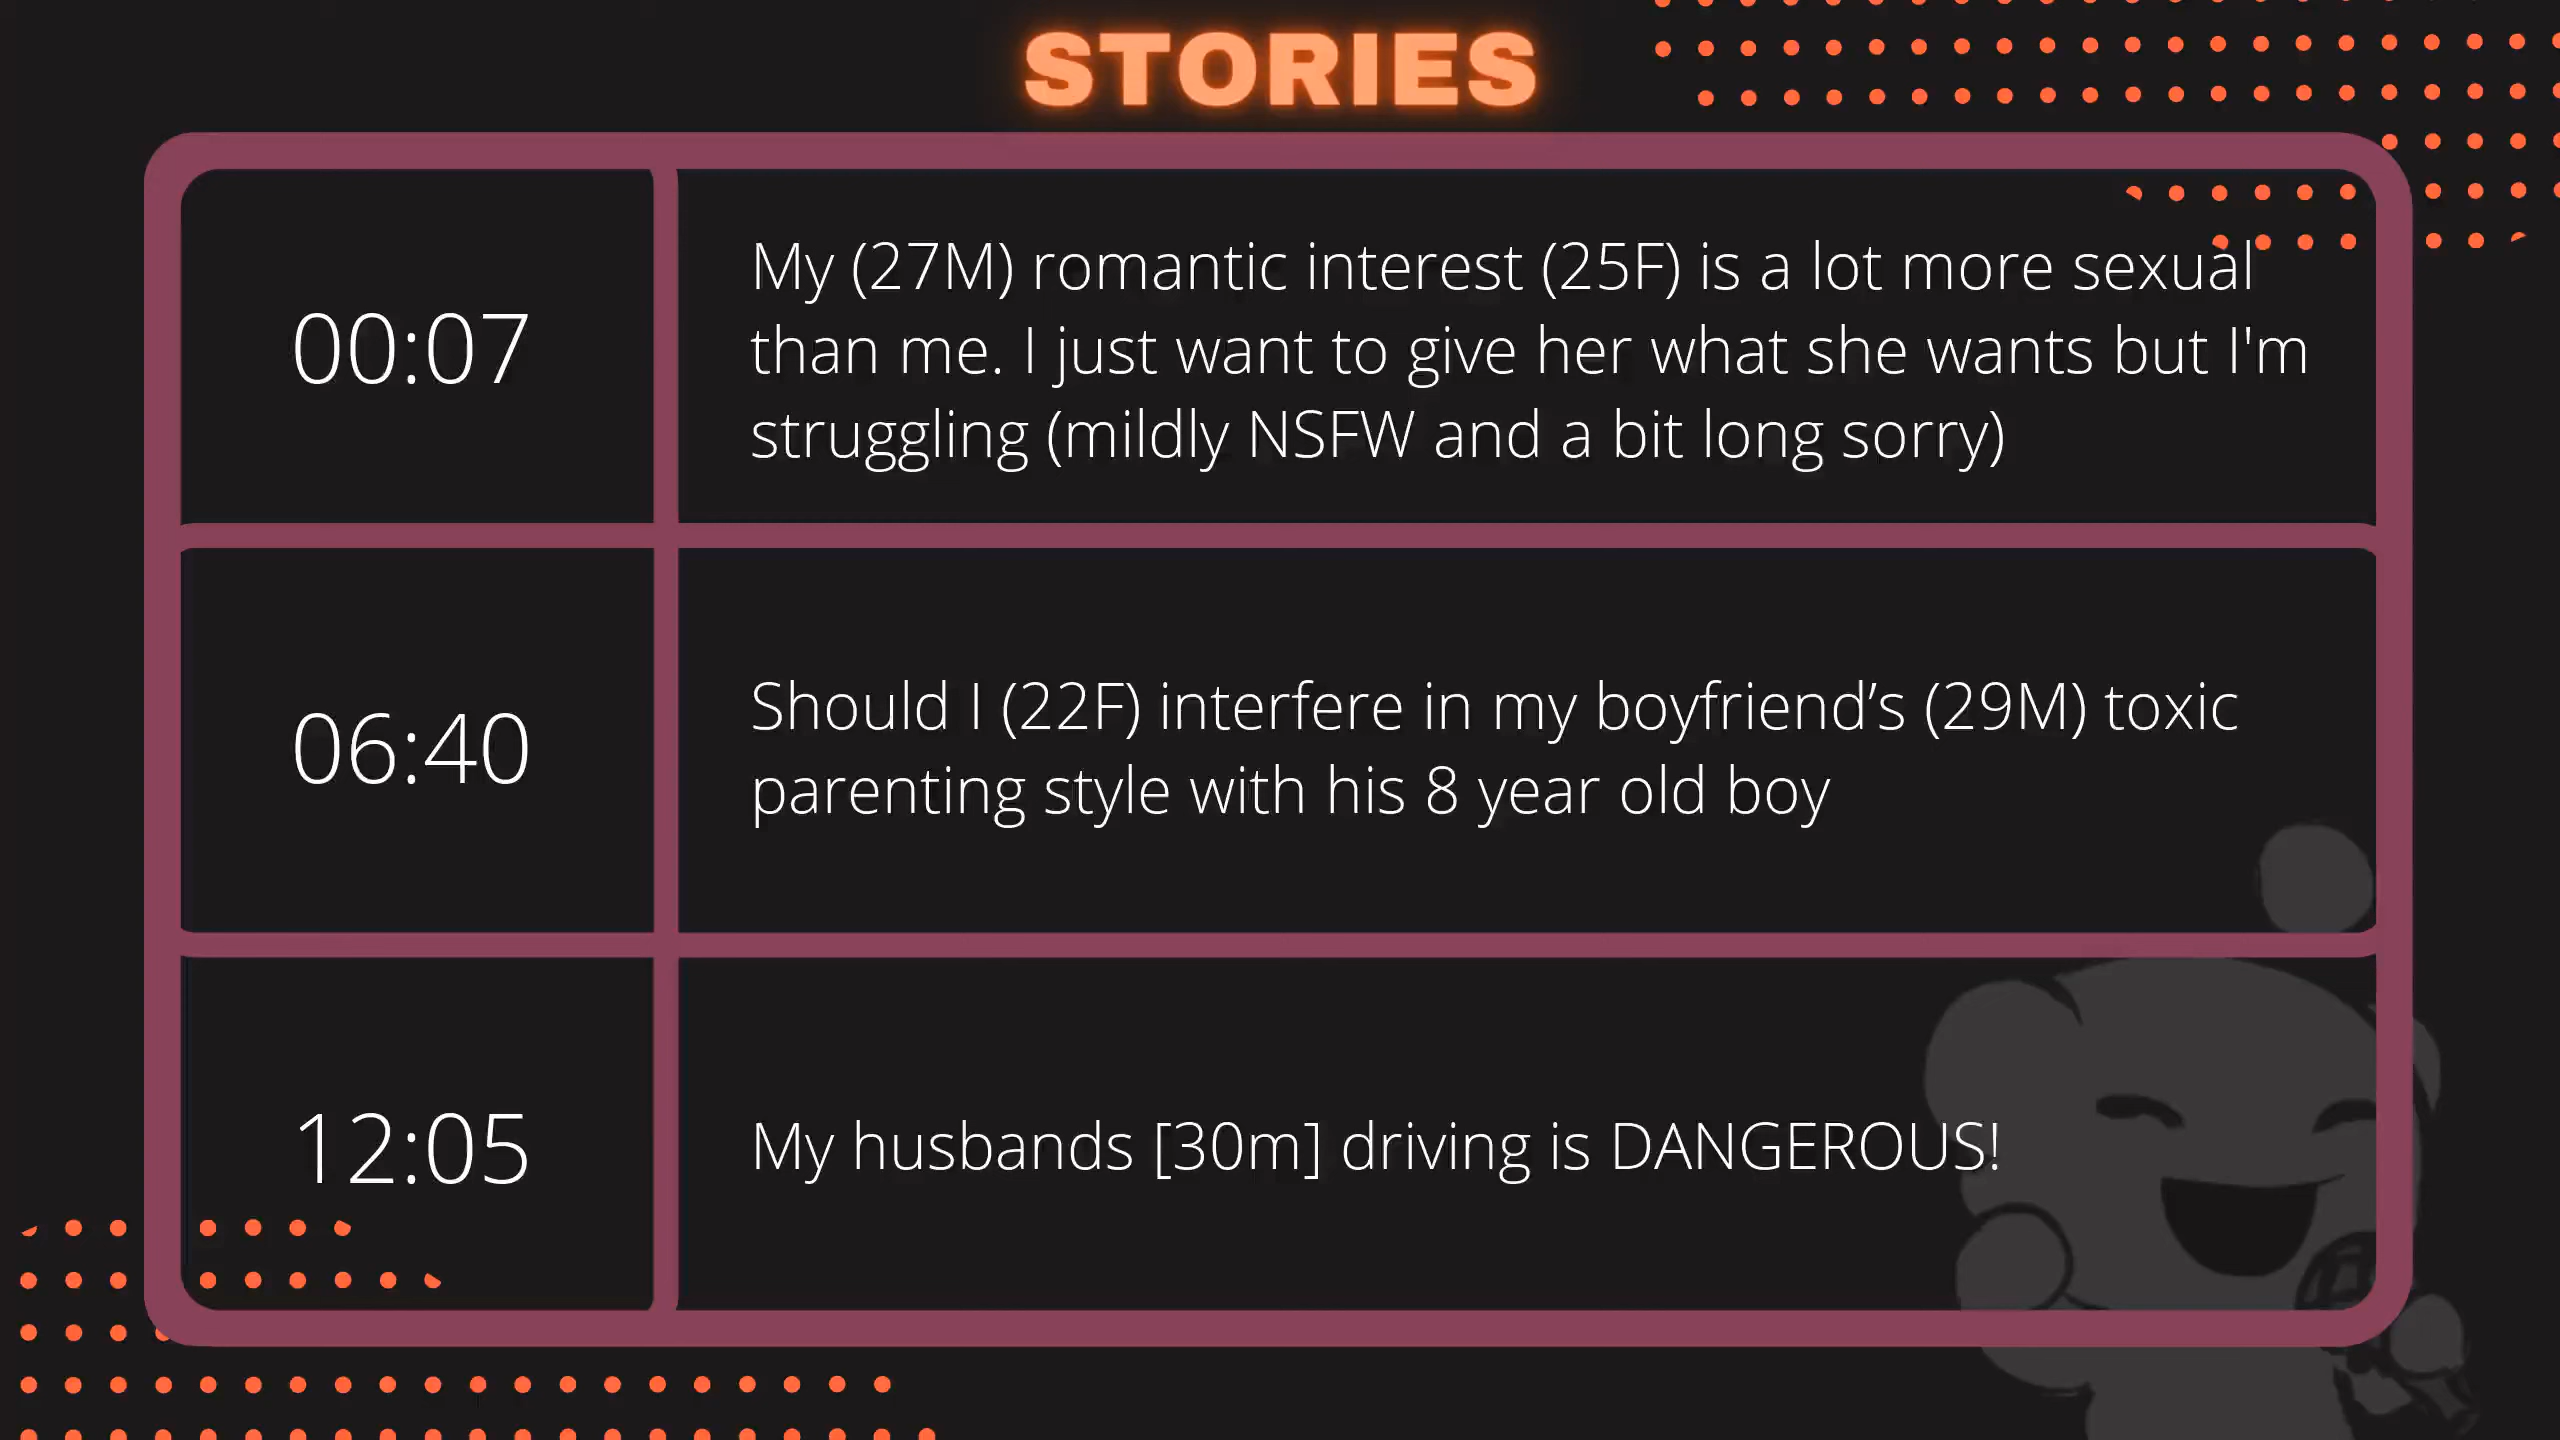 STORIES
00:07
My (27M) romantic interest (25F) is a lot more sexual
than me. I just want to give her what she wants but I'm
struggling (mildly NSFW and a bit long sorry)
06:40
Should I (22F) interfere in my boyfriend’s (29M) toxic
parenting style with his 8 year old boy
12:05
My husbands [30m] driving is DANGEROUS!